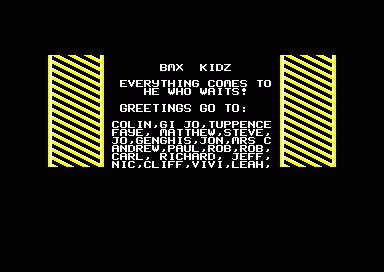 BMX KIDZ
EVERYTHING COMES TO
HE WHO WAITS!
GREETINGS GO TO:
COLIN,GI JO,TUPPENCE
FAYE, MATTHEW,STEVE,
JO,GENGHIS,JON,MRS C
ANDREW,PAUL,ROB,ROB,
CARL, RICHARD, JEFF,
NIC,CLIFF,VIVI,LEAH,